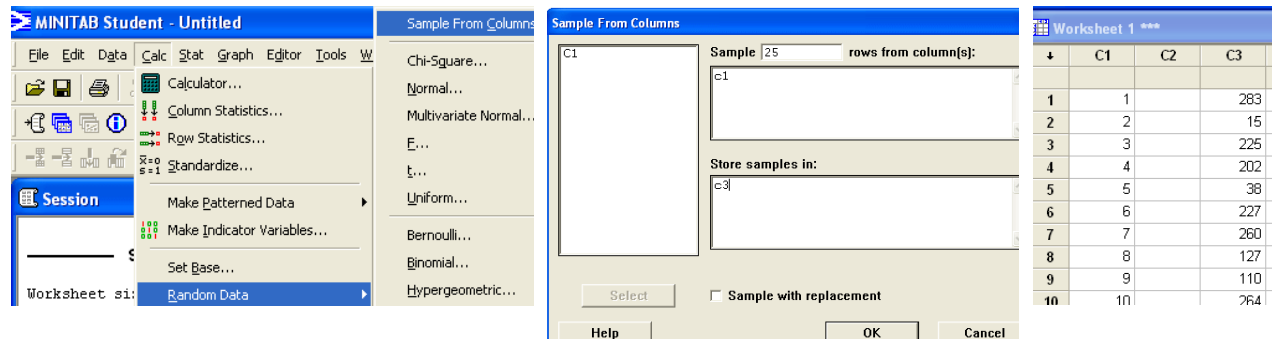 MINITAB Student - Untitled
File Edit Data Calc Stat Graph Editor Tools W
Calculator...
Column Statistics...
Row Statistics...
Standardize...
Make Patterned Data
Make Indicator Variables...
Set Base...
Random Data
Session
Worksheet si
Sample From Columns
Chi-Square...
Normal...
Multivariate Normal...
F...
t...
Uniform...
Bernoulli...
Binomial...
Hypergeometric...
Sample From Columns
C1
Sample 25 rows from column(s):
c1
Store samples in:
c3
Select
Sample with replacement
Help OK Cancel
Worksheet 1 ***
C1 C2 C3
1 1 283
2 2 15
3 3 225
4 4 202
5 5 38
6 6 227
7 7 260
8 8 127
9 9 110
10 10 264